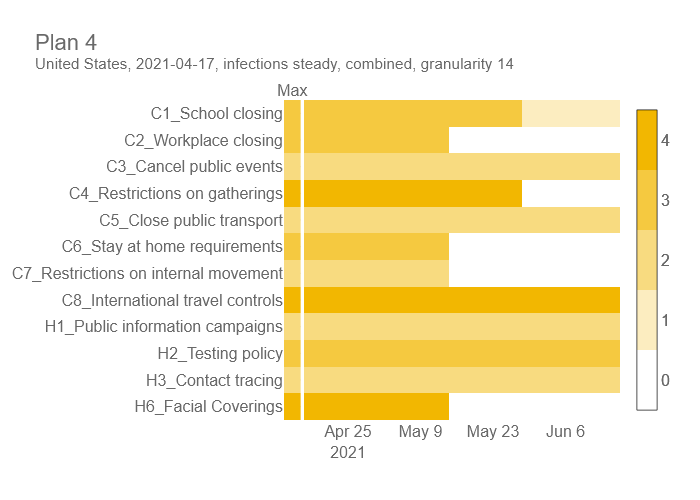 Plan 4
United States, 2021-04-17, infections steady, combined, granularity 14
Max
C1_School closing
C2_Workplace closing
C3_Cancel public events
C4_Restrictions on gatherings
C5_Close public transport
C6_Stay at home requirements
C7_Restrictions on internal movement
C8_International travel controls
H1_Public information campaigns
H2_Testing policy
H3_Contact tracing
H6_Facial Coverings
4
3
2
1
0
Apr 25 May 9 May 23 Jun 6
2021